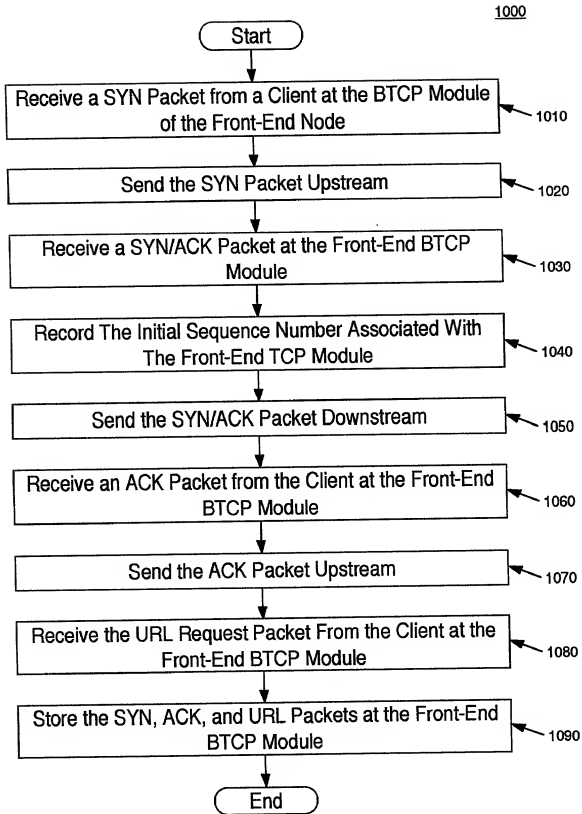 1000
Start
Receive a SYN Packet from a Client at the BTCP Module
of the Front-End Node
1010
Send the SYN Packet Upstream
1020
Receive a SYN/ACK Packet at the Front-End BTCP
Module
1030
Record The Initial Sequence Number Associated With
The Front-End TCP Module
1040
Send the SYN/ACK Packet Downstream
1050
Receive an ACK Packet from the Client at the Front-End
BTCP Module
1060
Send the ACK Packet Upstream
1070
Receive the URL Request Packet From the Client at the
Front-End BTCP Module
1080
Store the SYN, ACK, and URL Packets at the Front-End
BTCP Module
1090
End